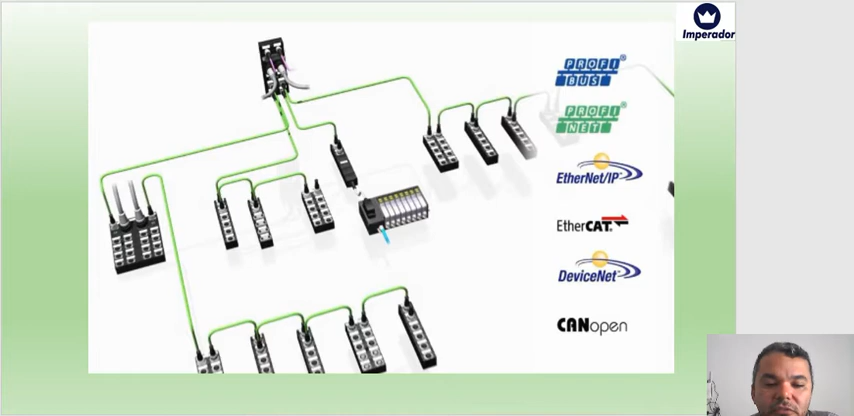 Imperador
PROFI
BUS
PROFI
NET
EtherNet/IP
EtherCAT
DeviceNet
CANopen